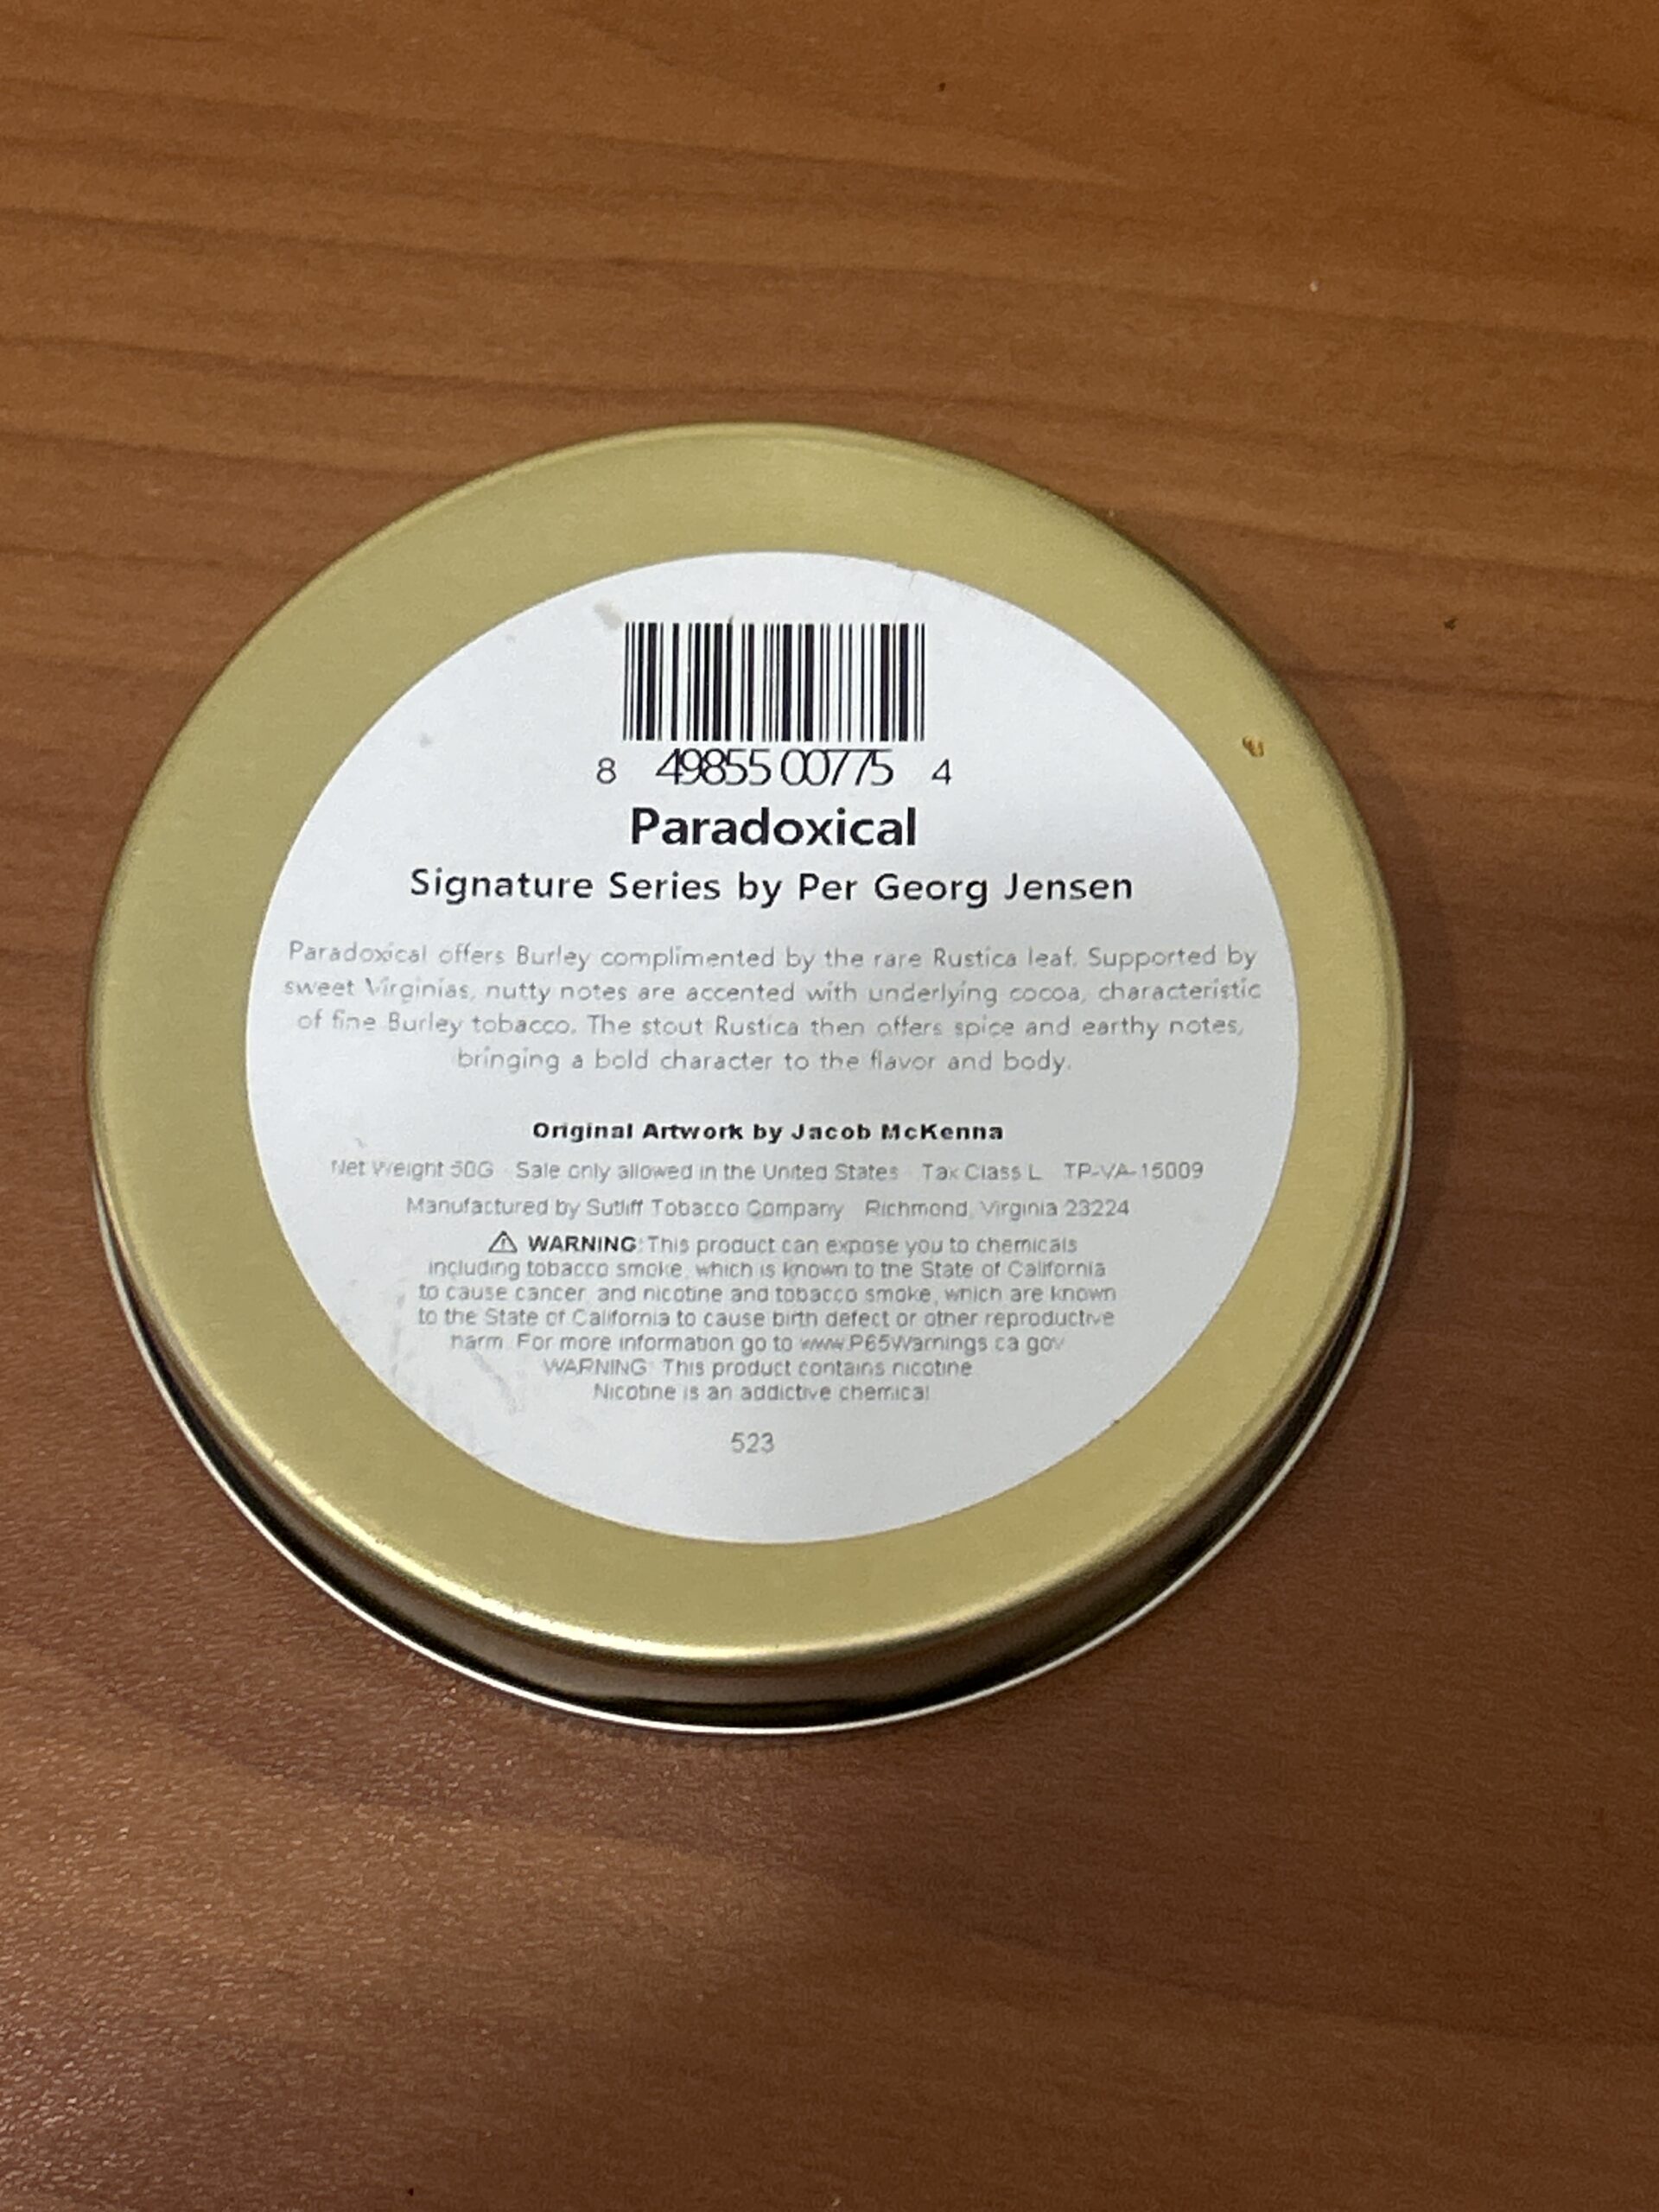 8 49855 00775 4
Paradoxical
Signature Series by Per Georg Jensen
Paradoxical offers Burley complimented by the rare Rustica leaf. Supported by
sweet Virginias, nutty notes are accented with underlying cocoa, characteristic
of fine Burley tobacco. The stout Rustica then offers spice and earthy notes,
bringing a bold character to the flavor and body.
Original Artwork by Jacob McKenna
Net Weight 50G Sale only allowed in the United States Tax Class L TP-VA-15009
Manufactured by Sutliff Tobacco Company Richmond, Virginia 23224
⚠ WARNING: This product can expose you to chemicals
including tobacco smoke, which is known to the State of California
to cause cancer, and nicotine and tobacco smoke, which are known
to the State of California to cause birth defect or other reproductive
harm. For more information go to www.P65Warnings.ca.gov
WARNING: This product contains nicotine.
Nicotine is an addictive chemical
523